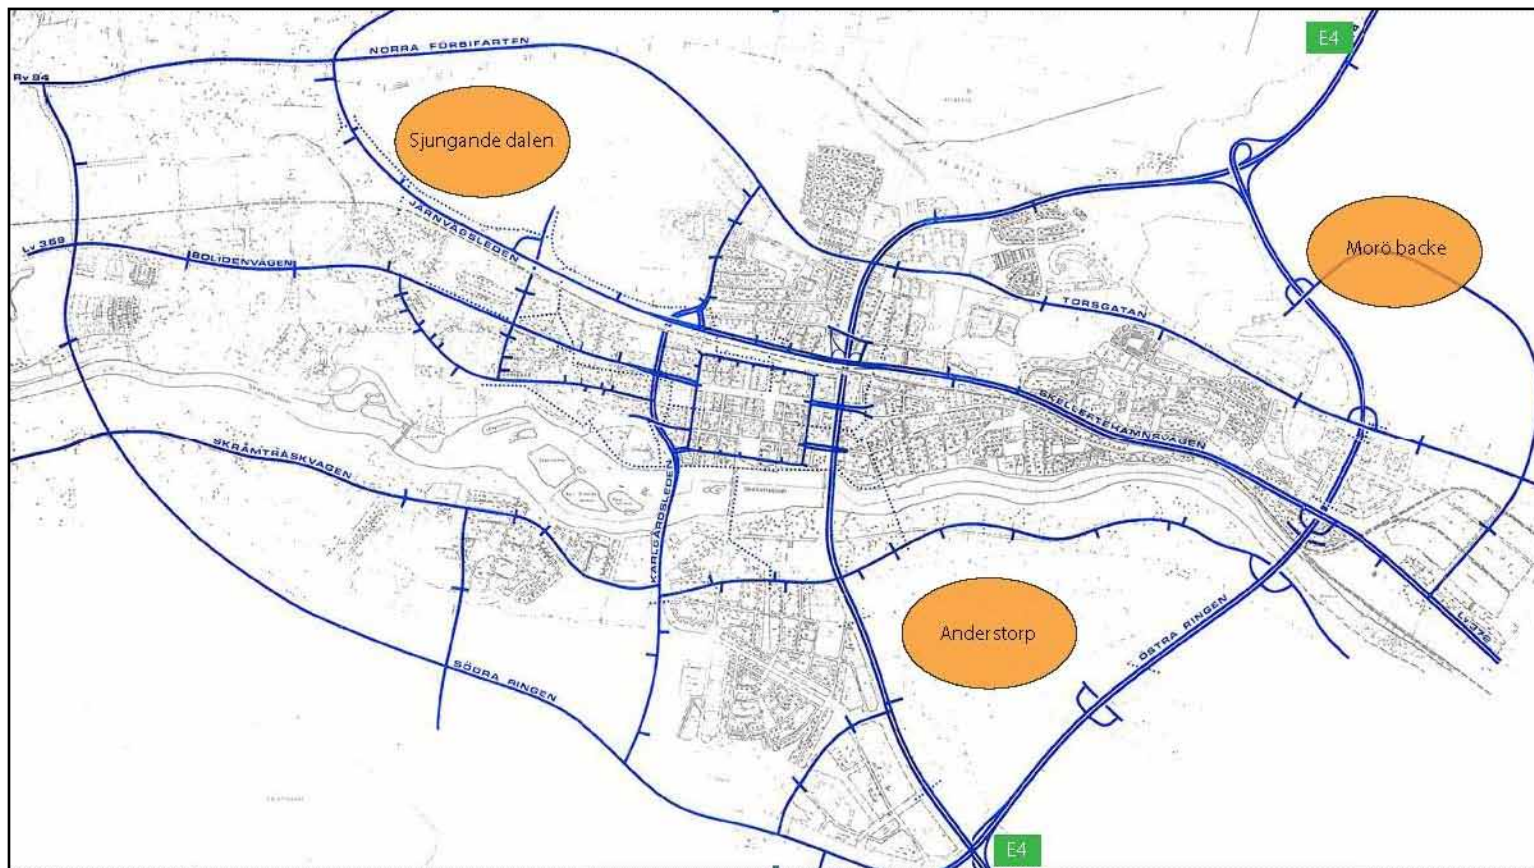 E4
NORRA FÖRBIFARTEN
Rv 94
Sjungande dalen
JÄRNVÄGSLEDEN
Morö backe
Lv 369
BOLIDENVÄGEN
TORSGATAN
SKELLEFTEHAMNSVÄGEN
SKRÅMTRÄSKVÄGEN
KARLGÅRDSLEDEN
Anderstorp
ÖSTRA RINGEN
Lv 372
SÖDRA RINGEN
E4